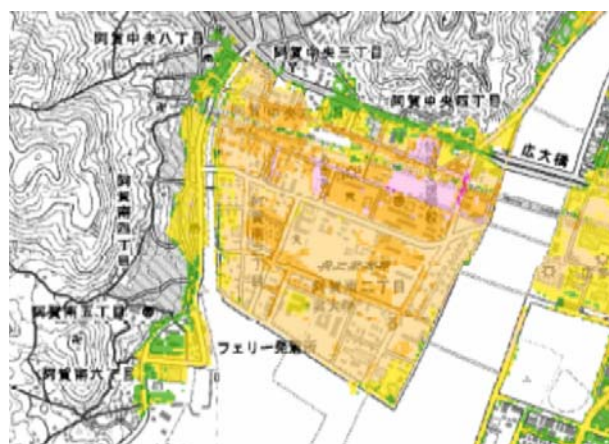 阿賀中央八丁目
阿賀中央三丁目
阿賀中央四丁目
広大橋
阿賀南四丁目
阿賀南二丁目
阿賀南五丁目
フェリー発着所
阿賀南六丁目